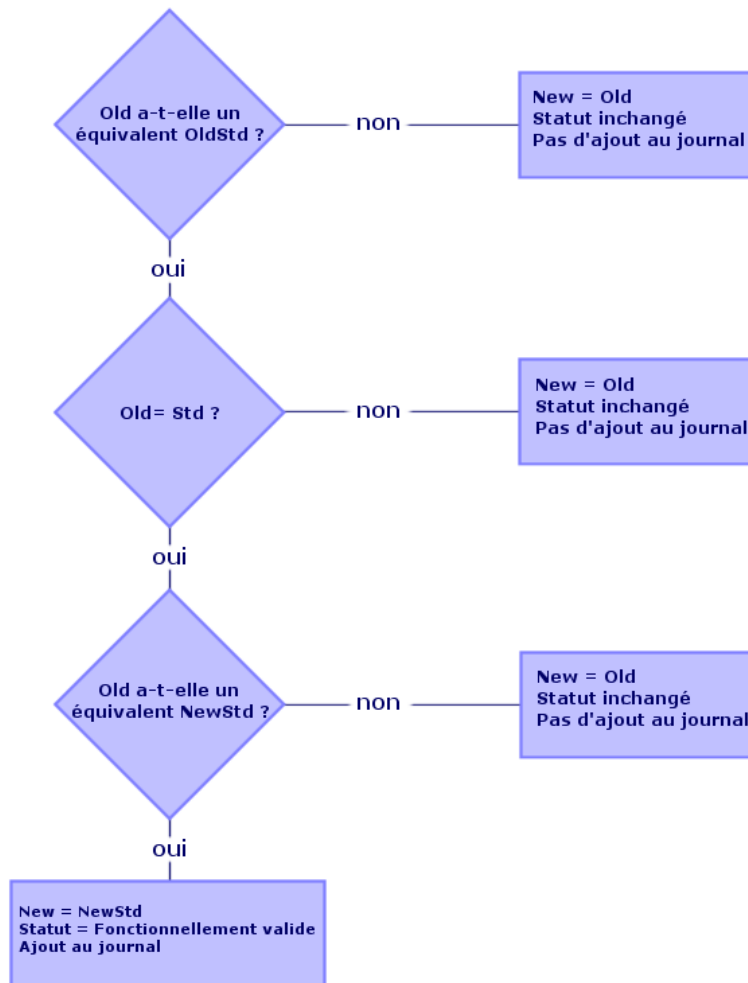 Old a-t-elle un
équivalent OldStd ?
non
New = Old
Statut inchangé
Pas d'ajout au journal
oui
Old= Std ?
non
New = Old
Statut inchangé
Pas d'ajout au journal
oui
Old a-t-elle un
équivalent NewStd ?
non
New = Old
Statut inchangé
Pas d'ajout au journal
oui
New = NewStd
Statut = Fonctionnellement valide
Ajout au journal